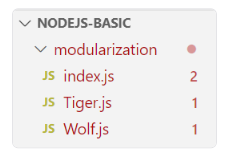 NODEJS-BASIC
modularization
JS index.js 2
JS Tiger.js 1
JS Wolf.js 1